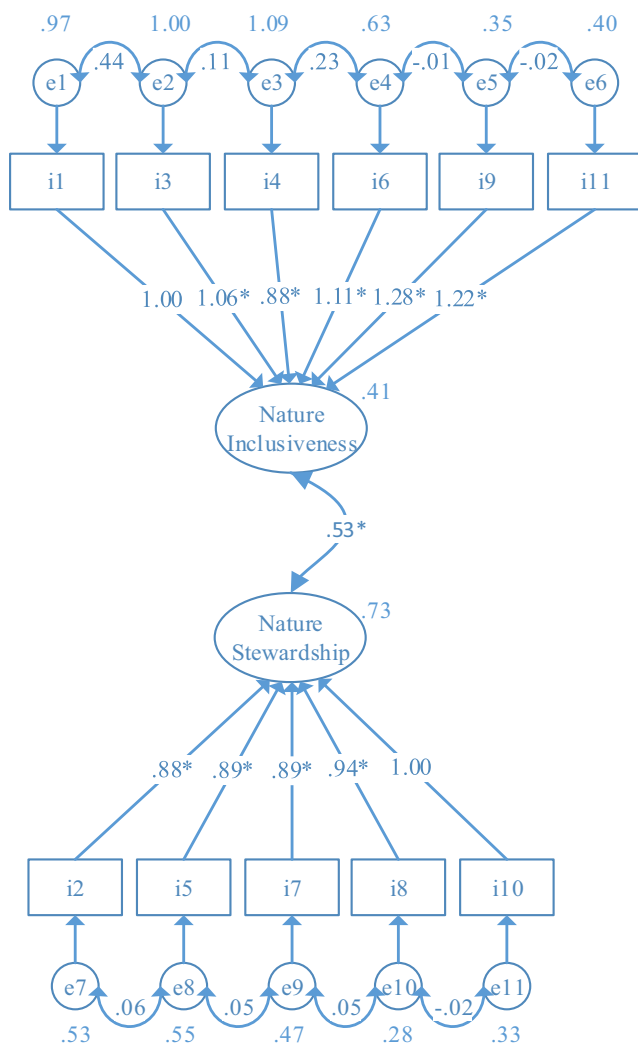 .97 1.00 1.09 .63 .35 .40
.44 .11 .23 -.01 -.02
e1 e2 e3 e4 e5 e6
i1 i3 i4 i6 i9 i11
1.00 1.06* .88* 1.11* 1.28* 1.22*
.41
Nature
Inclusiveness
.53*
.73
Nature
Stewardship
.88* .89* .89* .94* 1.00
i2 i5 i7 i8 i10
e7 e8 e9 e10 e11
.06 .05 .05 -.02
.53 .55 .47 .28 .33